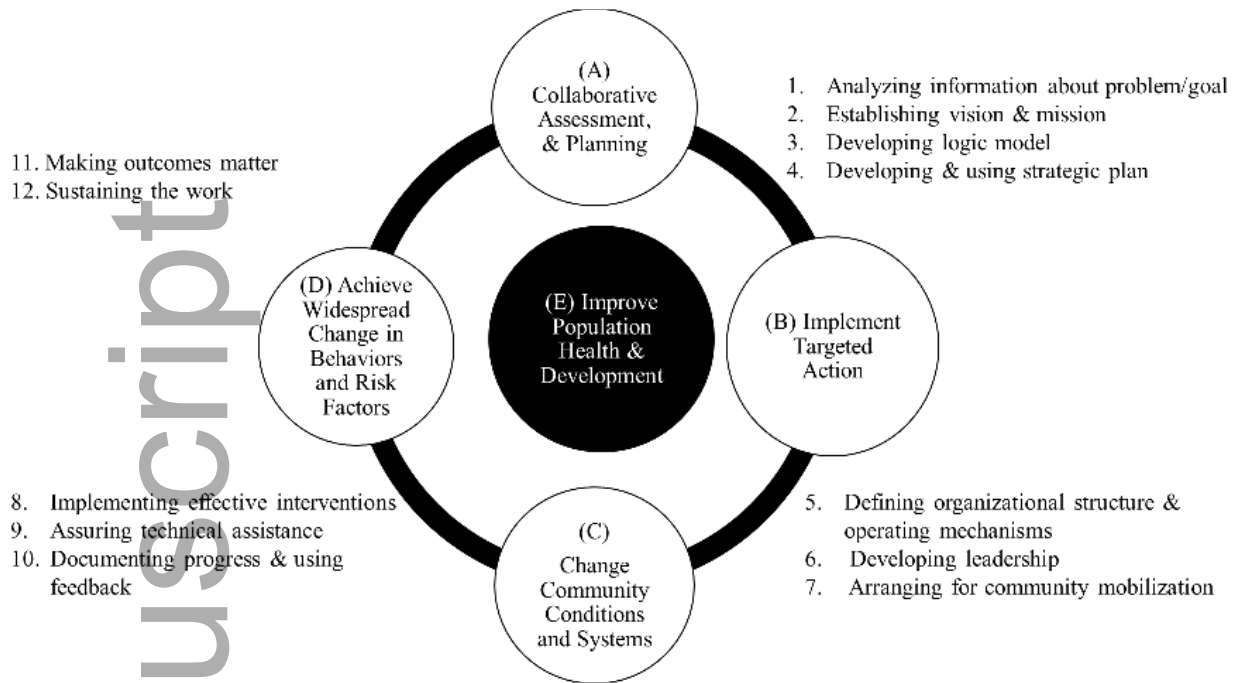 (A)
Collaborative
Assessment,
& Planning
1. Analyzing information about problem/goal
2. Establishing vision & mission
3. Developing logic model
4. Developing & using strategic plan
(B) Implement
Targeted
Action
5. Defining organizational structure &
operating mechanisms
6. Developing leadership
7. Arranging for community mobilization
(C)
Change
Community
Conditions
and Systems
8. Implementing effective interventions
9. Assuring technical assistance
10. Documenting progress & using
feedback
(D) Achieve
Widespread
Change in
Behaviors
and Risk
Factors
11. Making outcomes matter
12. Sustaining the work
(E) Improve
Population
Health &
Development
uscript